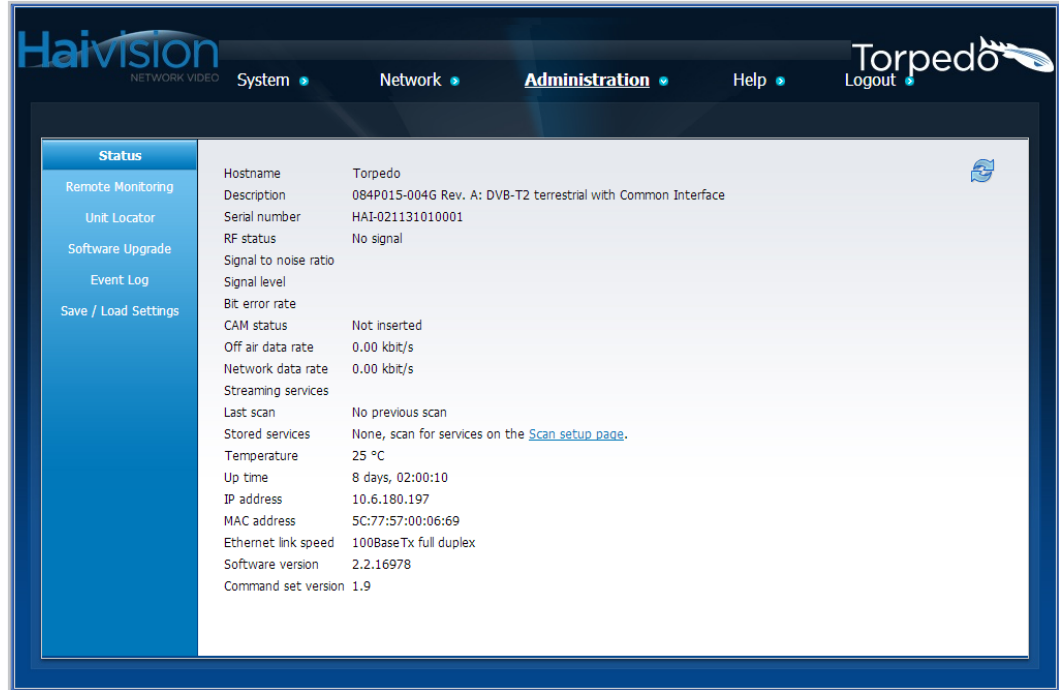 Haivision
NETWORK VIDEO
Torpedo
System
Network
Administration
Help
Logout
Status
Remote Monitoring
Unit Locator
Software Upgrade
Event Log
Save / Load Settings
Hostname Torpedo
Description 084P015-004G Rev. A: DVB-T2 terrestrial with Common Interface
Serial number HAI-021131010001
RF status No signal
Signal to noise ratio
Signal level
Bit error rate
CAM status Not inserted
Off air data rate 0.00 kbit/s
Network data rate 0.00 kbit/s
Streaming services
Last scan No previous scan
Stored services None, scan for services on the Scan setup page.
Temperature 25 °C
Up time 8 days, 02:00:10
IP address 10.6.180.197
MAC address 5C:77:57:00:06:69
Ethernet link speed 100BaseTx full duplex
Software version 2.2.16978
Command set version 1.9